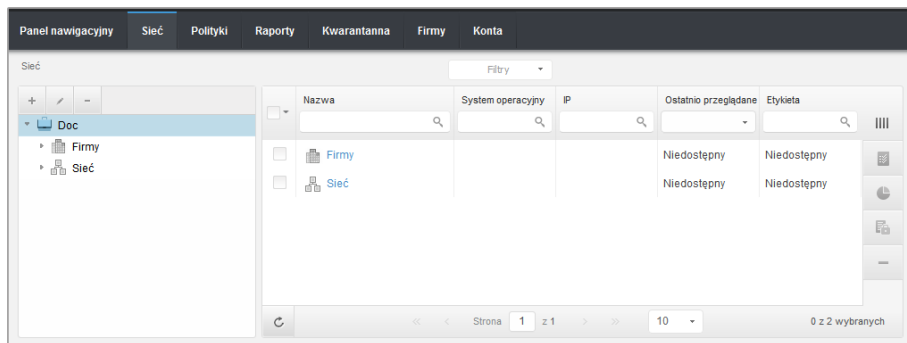 Panel nawigacyjny Sieć Polityki Raporty Kwarantanna Firmy Konta
Sieć
Filtry
Nazwa System operacyjny IP Ostatnio przeglądane Etykieta
Doc
Firmy
Sieć
Firmy Niedostępny Niedostępny
Sieć Niedostępny Niedostępny
Strona 1 z 1 10 0 z 2 wybranych